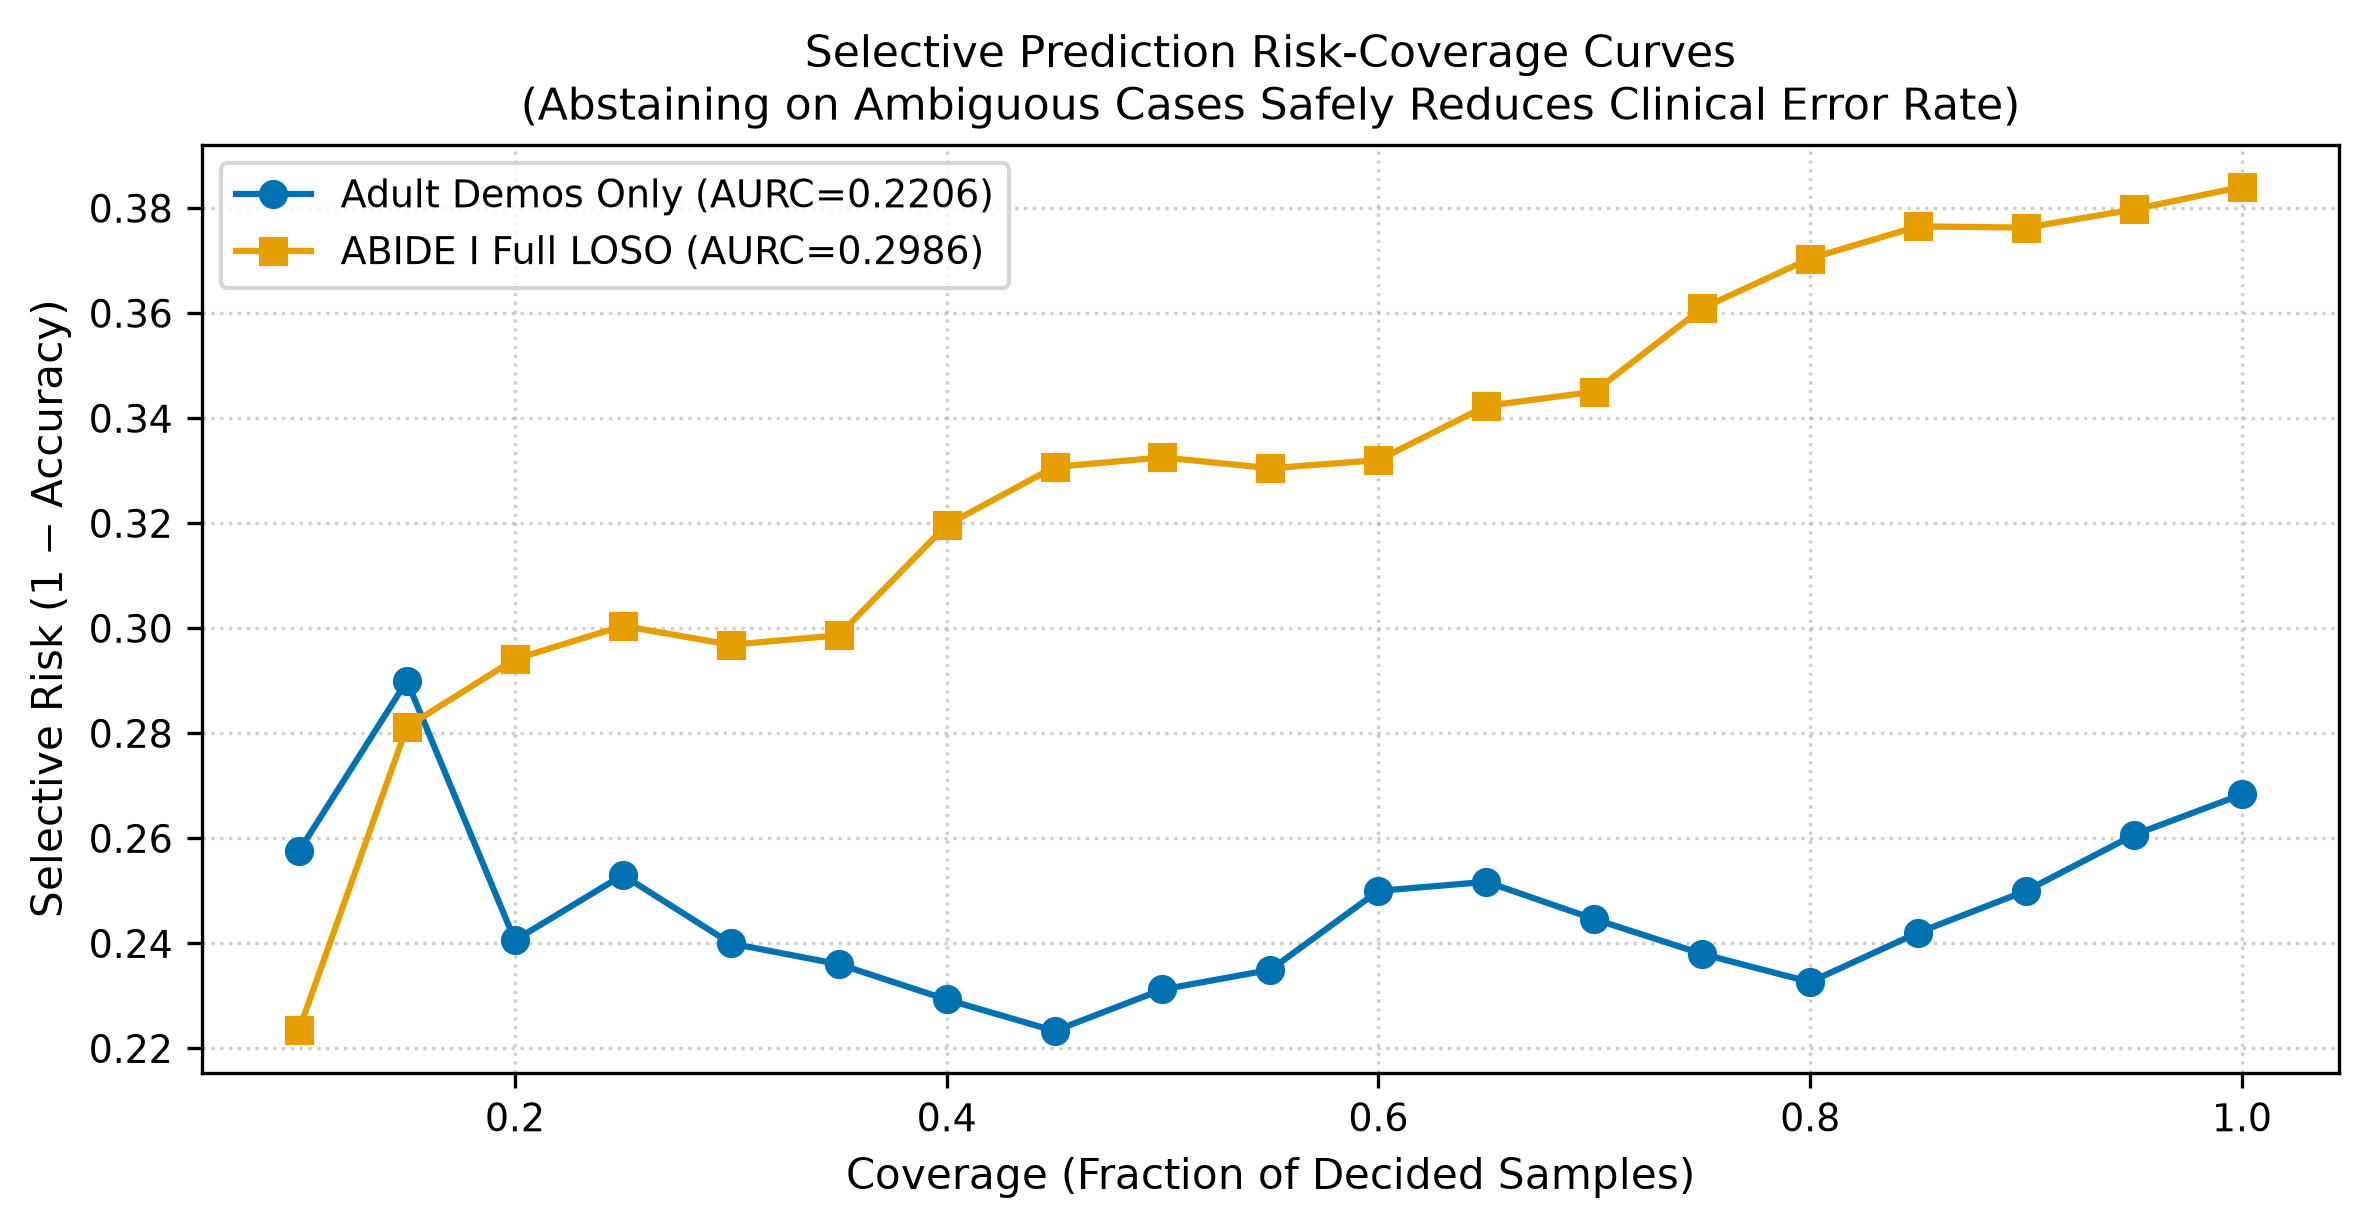 Selective Prediction Risk-Coverage Curves
(Abstaining on Ambiguous Cases Safely Reduces Clinical Error Rate)
Adult Demos Only (AURC=0.2206)
ABIDE I Full LOSO (AURC=0.2986)
Selective Risk (1 − Accuracy)
0.38
0.36
0.34
0.32
0.30
0.28
0.26
0.24
0.22
0.2
0.4
0.6
0.8
1.0
Coverage (Fraction of Decided Samples)